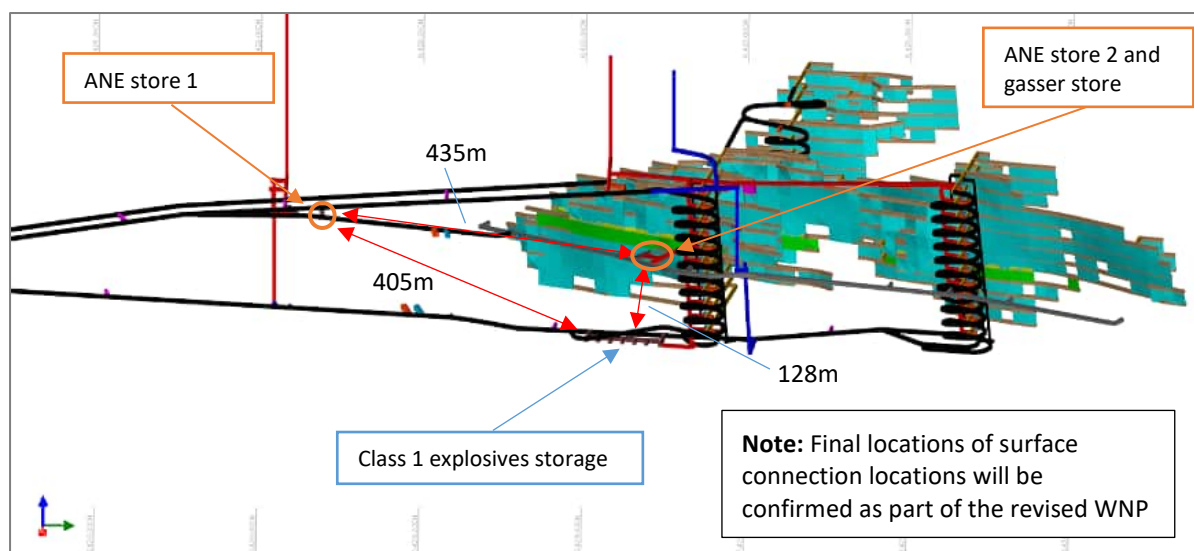 ANE store 1
ANE store 2 and
gasser store
435m
405m
128m
Class 1 explosives storage
Note: Final locations of surface
connection locations will be
confirmed as part of the revised WNP